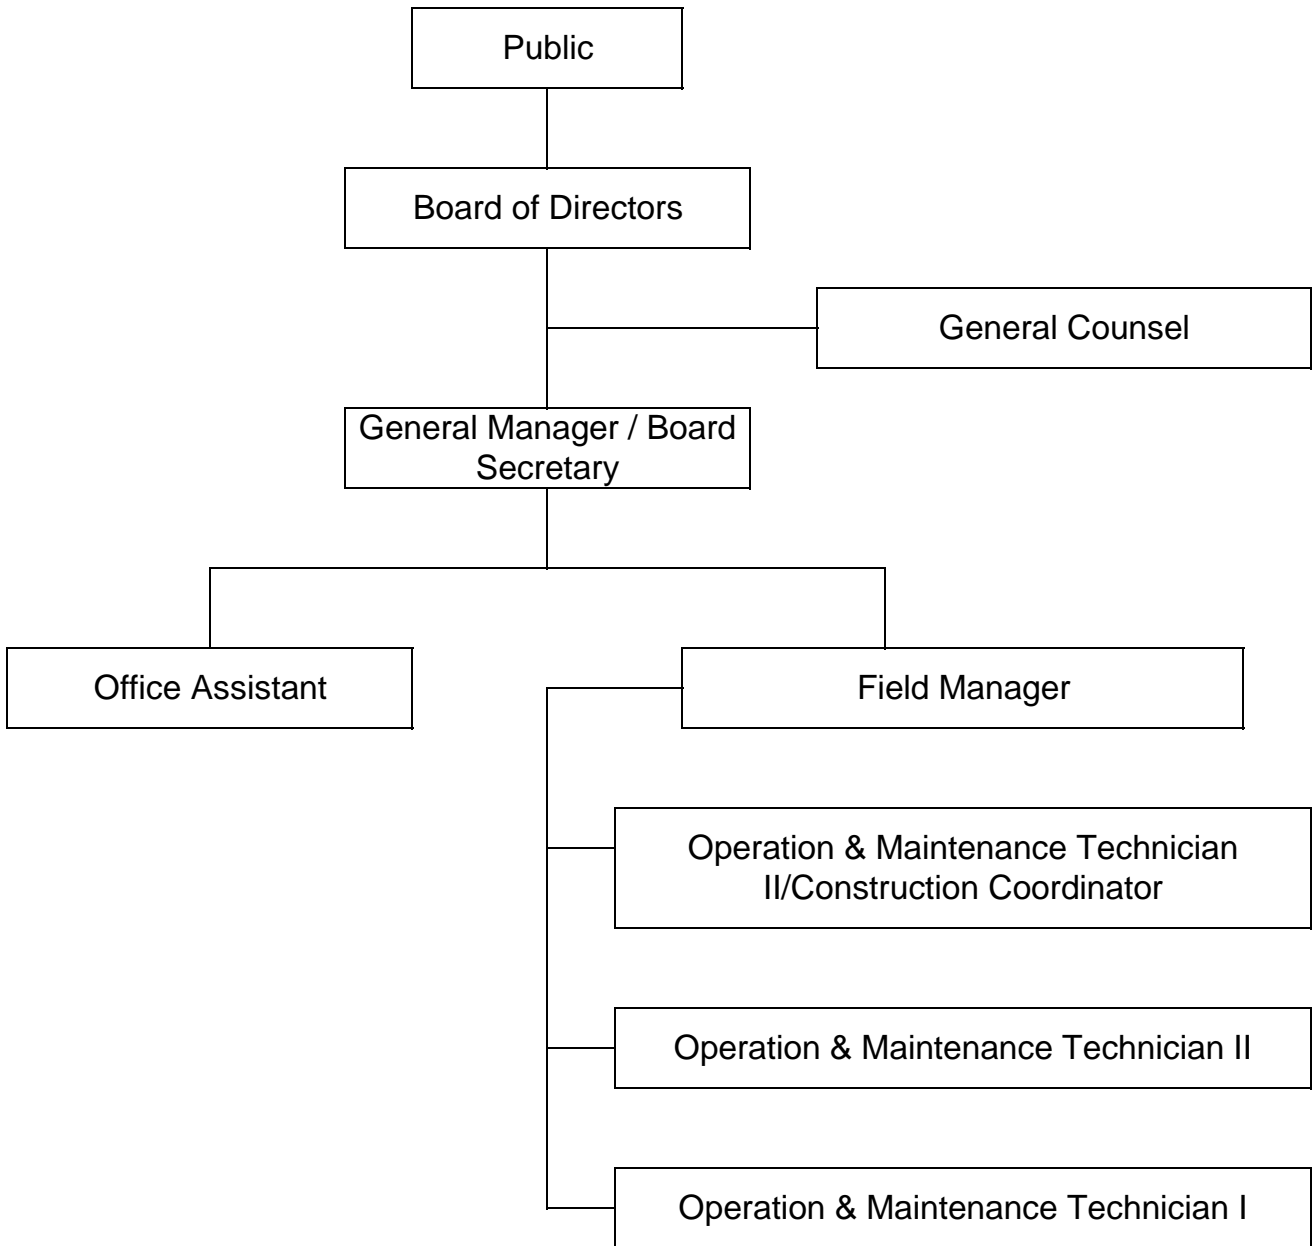 Public
Board of Directors
General Counsel
General Manager / Board
Secretary
Office Assistant
Field Manager
Operation & Maintenance Technician
II/Construction Coordinator
Operation & Maintenance Technician II
Operation & Maintenance Technician I